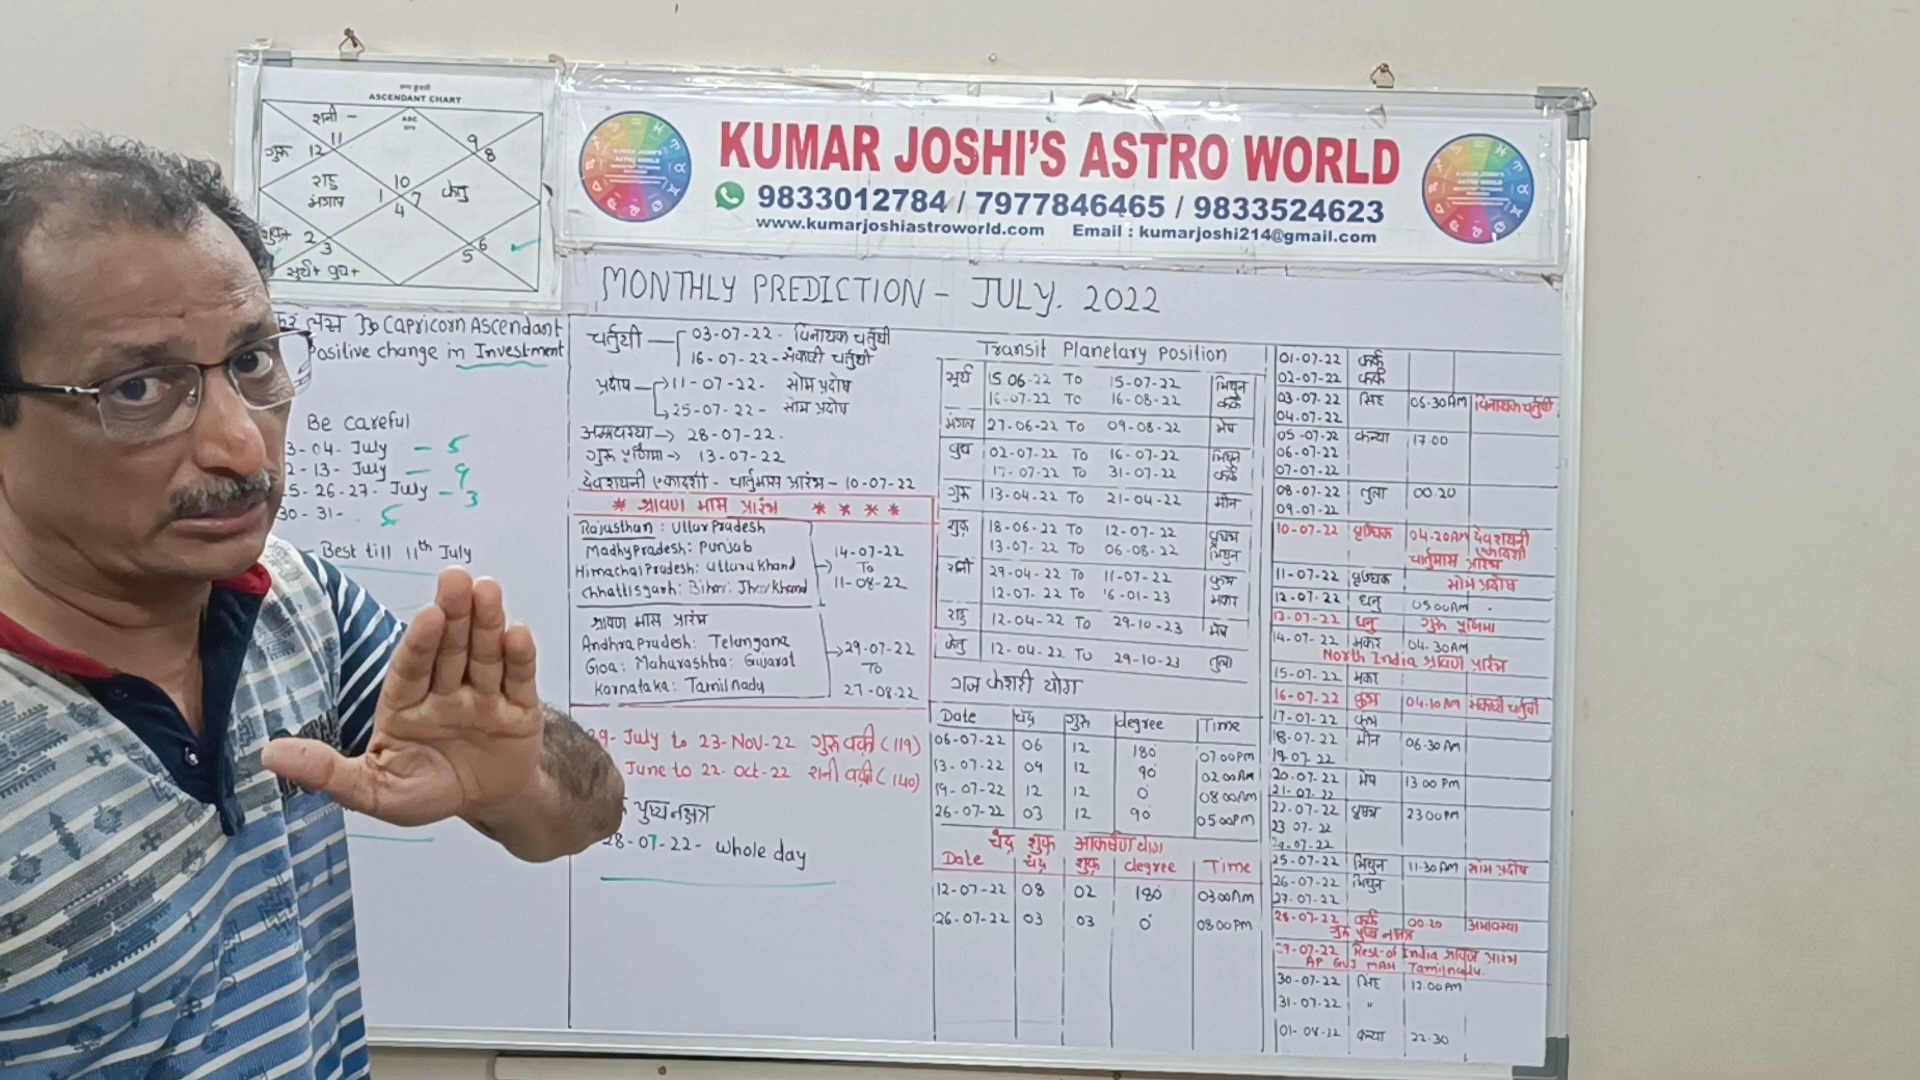 जन्म कुंडली
ASCENDANT CHART
ASC
लग्न
शनी -
11
गुरु 12
9
8
राहु
मंगल
10
1 7
4
केतु
2
3
6
5
सूर्य+ बुध+
KUMAR JOSHI'S ASTRO WORLD
9833012784 / 7977846465 / 9833524623
www.kumarjoshiastroworld.com Email : kumarjoshi214@gmail.com
MONTHLY PREDICTION - JULY. 2022
Capricorn Ascendant
Positive change in Investment
Be careful
3-04- July - 5
2-13- July - 9
5-26-27- July - 3
30-31-
Best till 11th July
चर्तुथी
03-07-22 - विनायक चर्तुथी
16-07-22 - संकष्टी चर्तुथी
प्रदोष
11-07-22- सोम प्रदोष
25-07-22- सोम प्रदोष
अमावस्या → 28-07-22.
गुरु पूर्णिमा → 13-07-22
देवशयनी एकादशी - चार्तुमास प्रारंभ - 10-07-22
* श्रावण मास प्रारंभ * * * *
Rajasthan : Uttar Pradesh
MadhyPradesh: Punjab
HimachalPradesh: Uttarakhand
Chhattisgarh: Bihar: Jharkhand
14-07-22
TO
11-08-22
श्रावण मास प्रारंभ
AndhraPradesh: Telangana
Goa: Maharashtra: Gujarat
Karnataka: Tamilnadu
29-07-22
TO
27-08-22
29- July to 23-Nov-22 गुरु वक्री (119)
June to 22. Oct-22 शनी वक्री (140)
पुष्य नक्षत्र
28-07-22- whole day
Transit Planetary Position
सूर्य 15.06-22 TO 15-07-22 मिथुन
16-07-22 TO 16-08-22 कर्क
मंगल 27-06-22 TO 09-08-22 मेष
बुध 02-07-22 TO 16-07-22 मिथुन
17-07-22 TO 31-07-22 कर्क
गुरु 13-04-22 TO 21-04-22 मीन
शुक्र 18-06-22 TO 12-07-22 वृषभ
13-07-22 TO 06-08-22 मिथुन
शनी 29-04-22 TO 11-07-22 कुंभ
12-07-22 TO 16-01-23 मकर
राहु 12-04-22 TO 29-10-23 मेष
केतु 12-04-22 TO 29-10-23 तुला
गज केशरी योग
Date चंद्र गुरु degree Time
06-07-22 06 12 180 07.00PM
13-07-22 09 12 90 02.00AM
19-07-22 12 12 0 08.00AM
26-07-22 03 12 90 05.00PM
चंद्र शुक्र आकर्षण योग
Date चंद्र शुक्र degree Time
12-07-22 08 02 180 03.00AM
26-07-22 03 03 0 08.00PM
01-07-22 कर्क
02-07-22 कर्क
03-07-22 सिंह 06-30AM विनायक चर्तुथी
04.07-22
05-07-22 कन्या 17.00
06-07-22
07-07-22
08-07-22 तुला 00.20
09-07-22
10-07-22 वृश्चिक 04-20AM देवशयनी एकादशी
चार्तुमास प्रारंभ
11-07-22 वृश्चिक सोम प्रदोष
12-07-22 धनु 05.00AM
13-07-22 धनु गुरु पूर्णिमा
14-07-22 मकर 04.30AM
North India श्रावण प्रारंभ
15-07-22 मकर
16-07-22 कुंभ 04.10AM संकष्टी चर्तुथी
17-07-22 कुंभ
18-07-22 मीन 06.30AM
19-07-22
20-07-22 मेष 13.00 PM
21-07-22
22-07-22 वृषभ 23.00PM
23-07-22
24-07-22
25-07-22 मिथुन 11-30AM सोम प्रदोष
26-07-22 मिथुन
27-07-22
28-07-22 कर्क 00.20 अमावस्या
गुरु पुष्य नक्षत्र
29-07-22 Rest-of India श्रावण प्रारंभ
AP GUJ MAH Tamilnadu.
30-07-22 सिंह 12.00PM
31-07-22 "
01-08-22 कन्या 22.30